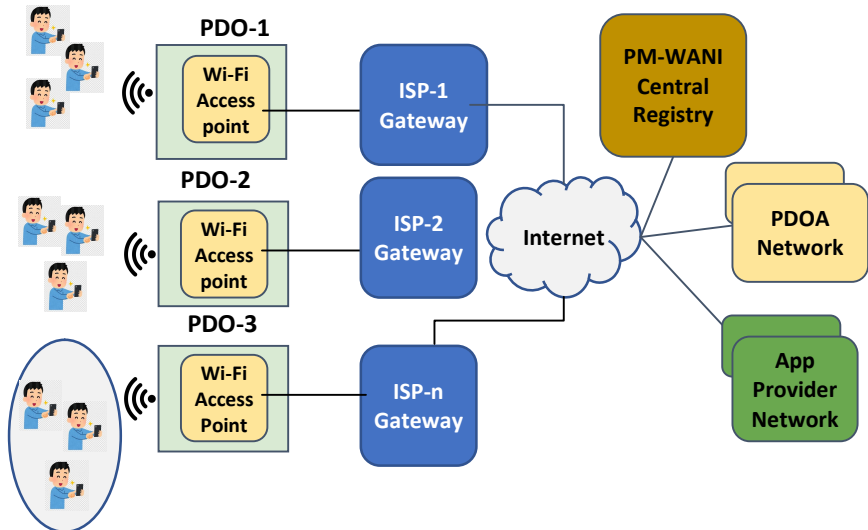 PDO-1
Wi-Fi
Access
point
ISP-1
Gateway
PM-WANI
Central
Registry
PDO-2
Wi-Fi
Access
point
ISP-2
Gateway
Internet
PDOA
Network
PDO-3
Wi-Fi
Access
Point
ISP-n
Gateway
App
Provider
Network